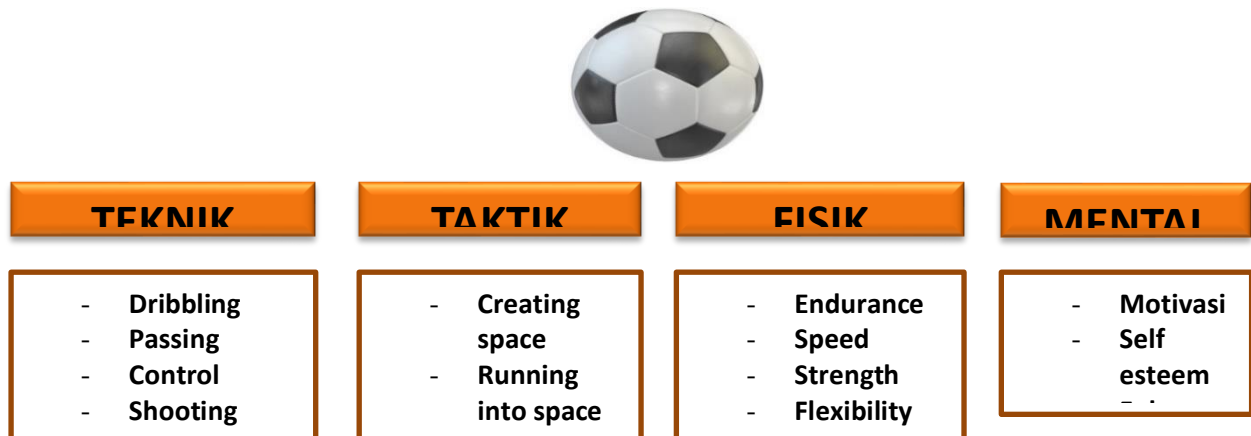 TEKNIK
- Dribbling
- Passing
- Control
- Shooting
TAKTIK
- Creating
space
- Running
into space
FISIK
- Endurance
- Speed
- Strength
- Flexibility
MENTAL
- Motivasi
- Self
esteem